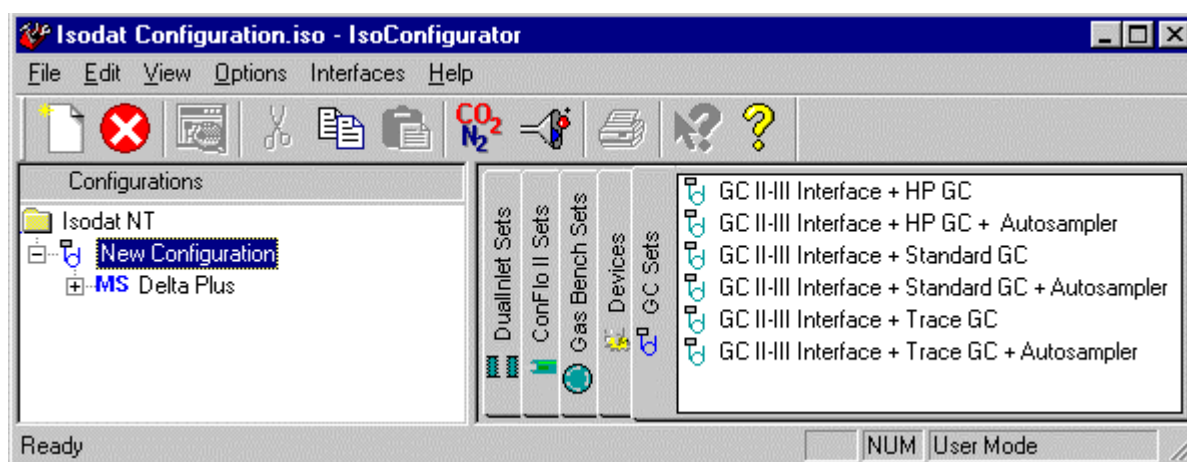 Isodat Configuration.iso - IsoConfigurator
File Edit View Options Interfaces Help
CO2
N2
Configurations
Isodat NT
New Configuration
MS Delta Plus
DualInlet Sets
ConFlo II Sets
Gas Bench Sets
Devices
GC Sets
GC II-III Interface + HP GC
GC II-III Interface + HP GC + Autosampler
GC II-III Interface + Standard GC
GC II-III Interface + Standard GC + Autosampler
GC II-III Interface + Trace GC
GC II-III Interface + Trace GC + Autosampler
Ready
NUM
User Mode